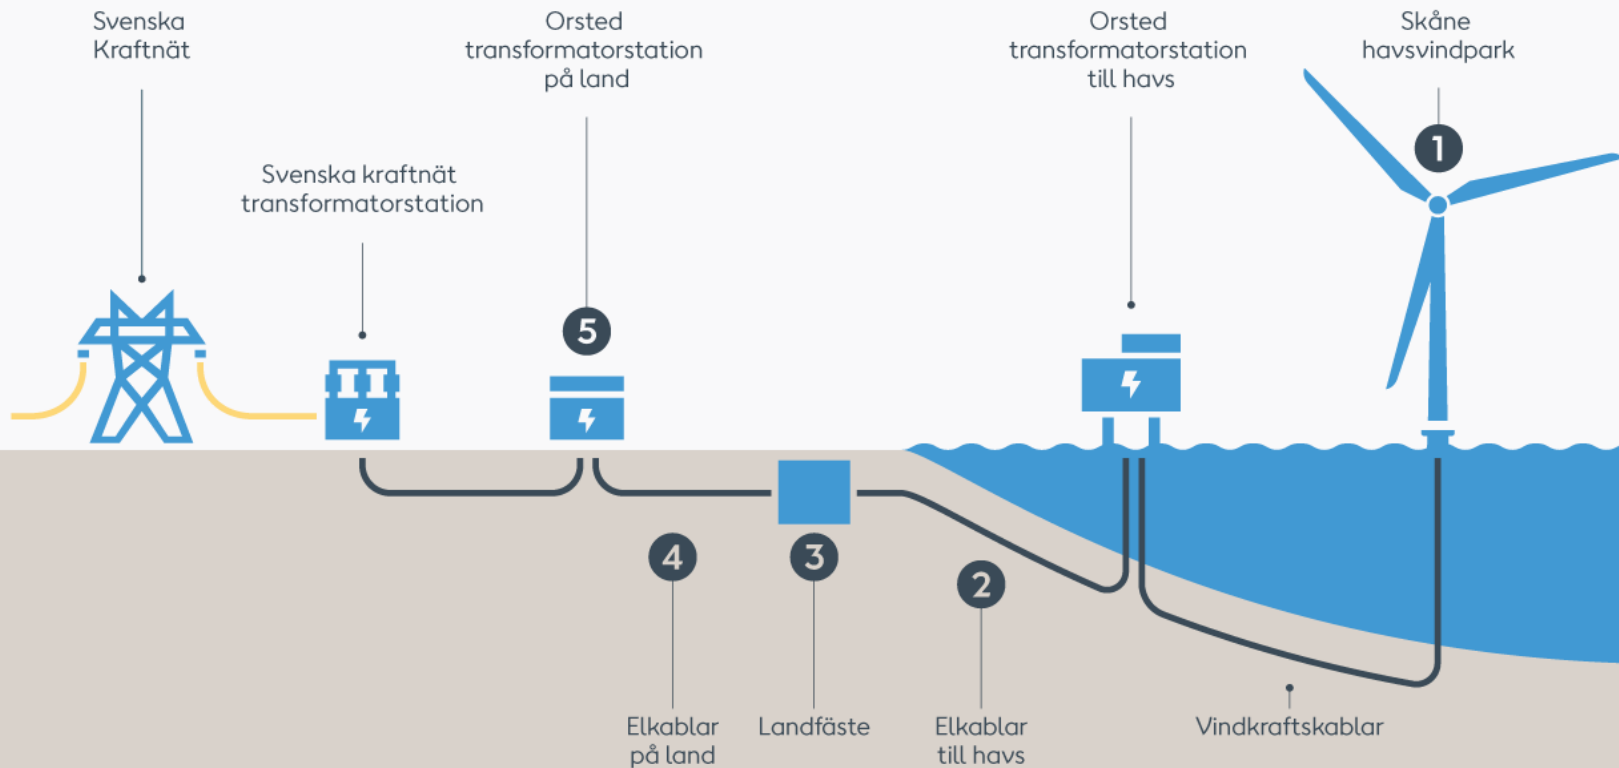 Svenska
Kraftnät
Orsted
transformatorstation
på land
Orsted
transformatorstation
till havs
Skåne
havsvindpark
1
Svenska kraftnät
transformatorstation
5
4
3
2
Elkablar
på land
Landfäste
Elkablar
till havs
Vindkraftskablar